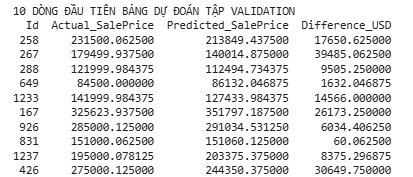 10 DÒNG ĐẦU TIÊN BẢNG DỰ ĐOÁN TẬP VALIDATION
Id Actual_SalePrice Predicted_SalePrice Difference_USD
258 231500.062500 213849.437500 17650.625000
267 179499.937500 140014.875000 39485.062500
288 121999.984375 112494.734375 9505.250000
649 84500.000000 86132.046875 1632.046875
1233 141999.984375 127433.984375 14566.000000
167 325623.937500 351797.187500 26173.250000
926 285000.125000 291034.531250 6034.406250
831 151000.062500 151060.125000 60.062500
1237 195000.078125 203375.375000 8375.296875
426 275000.125000 244350.375000 30649.750000